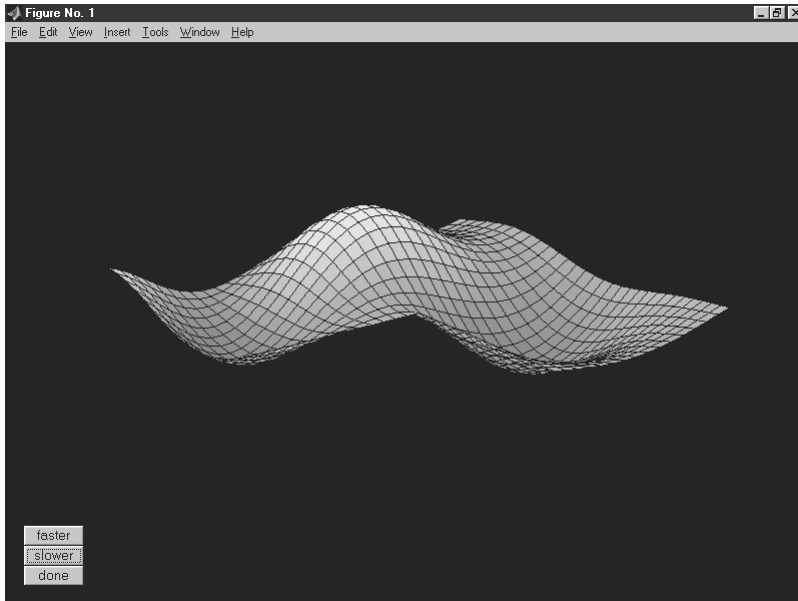 Figure No. 1
File Edit View Insert Tools Window Help
faster
slower
done